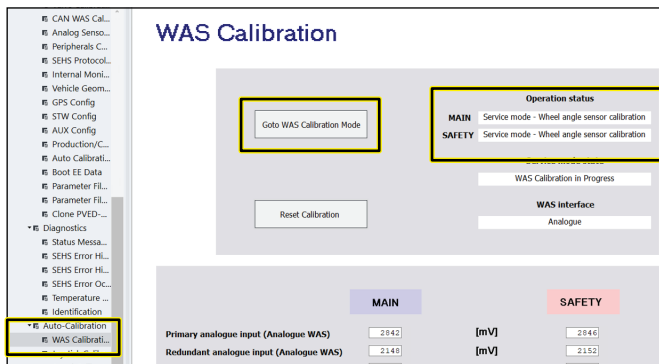 CAN WAS Cal...
Analog Senso...
Peripherals C...
SEHS Protocol...
Internal Moni...
Vehicle Geom...
GPS Config
STW Config
AUX Config
Production/C...
Auto Calibrati...
Boot EE Data
Parameter Fil...
Parameter Fil...
Clone PVED-...
Diagnostics
Status Messa...
SEHS Error Hi...
SEHS Error Hi...
SEHS Error Oc...
Temperature ...
Identification
Auto-Calibration
WAS Calibrati...
WAS Calibration
Goto WAS Calibration Mode
Operation status
MAIN Service mode - Wheel angle sensor calibration
SAFETY Service mode - Wheel angle sensor calibration
WAS Calibration in Progress
Reset Calibration
WAS interface
Analogue
MAIN SAFETY
Primary analogue input (Analogue WAS) 2842 [mV] 2846
Redundant analogue input (Analogue WAS) 2148 [mV] 2152